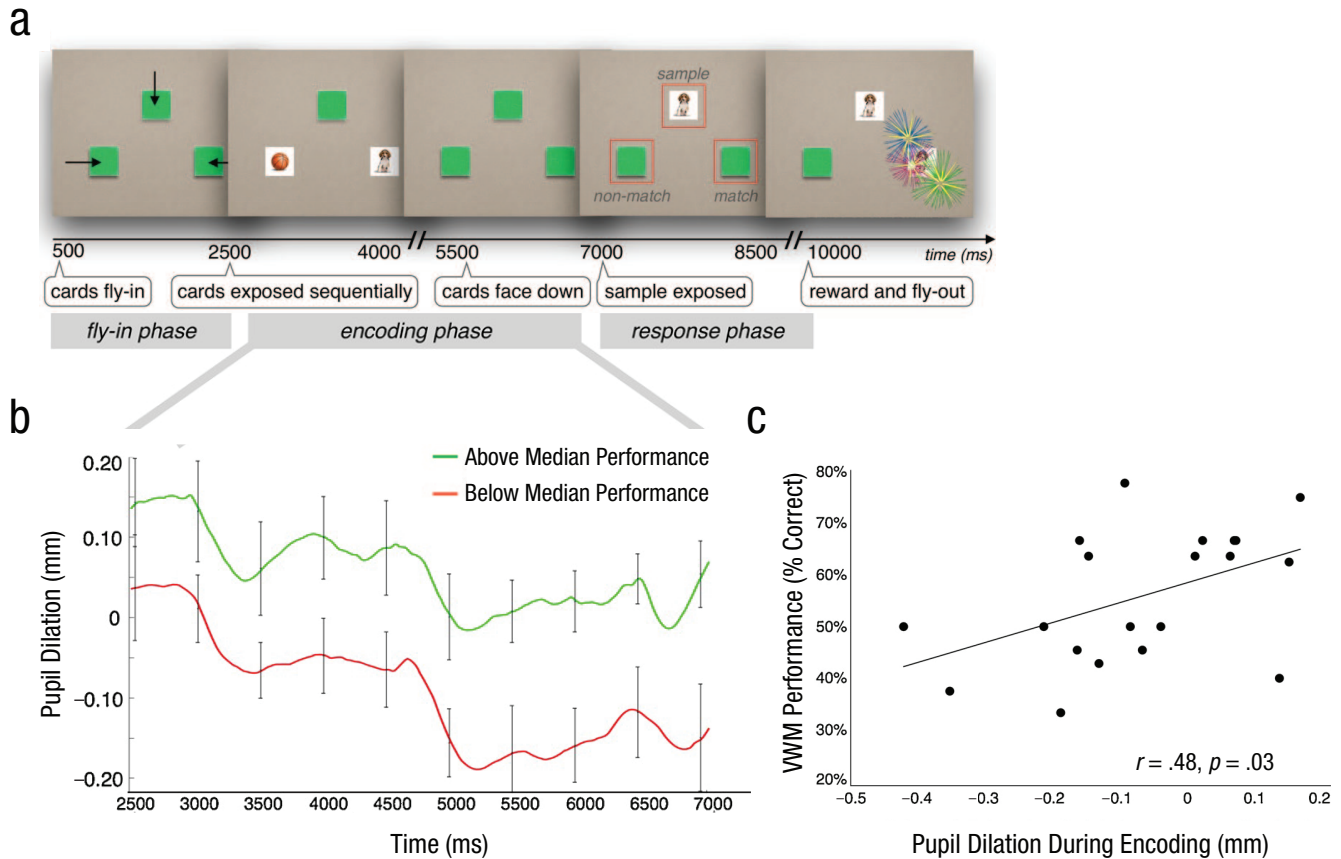 a
sample
non-match
match
500
2500
4000
5500
7000
8500
10000
time (ms)
cards fly-in
cards exposed sequentially
cards face down
sample exposed
reward and fly-out
fly-in phase
encoding phase
response phase
b
0.20
0.10
0
−0.10
−0.20
Pupil Dilation (mm)
Above Median Performance
Below Median Performance
2500
3000
3500
4000
4500
5000
5500
6000
6500
7000
Time (ms)
c
80%
70%
60%
50%
40%
30%
20%
VWM Performance (% Correct)
r = .48, p = .03
−0.5
−0.4
−0.3
−0.2
−0.1
0
0.1
0.2
Pupil Dilation During Encoding (mm)